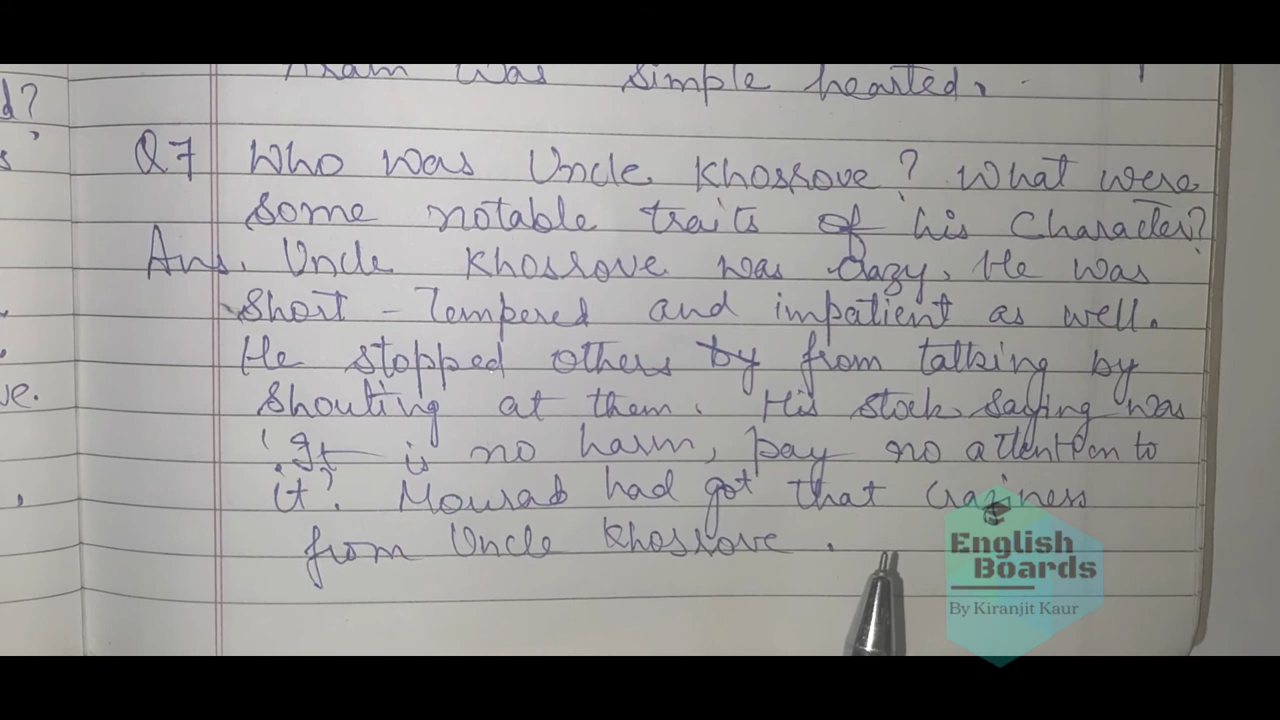 Aram was simple hearted.
d?
Q7 Who was Uncle Khosrove? What were
some notable traits of his Character?
Ans. Uncle Khosrove was crazy. He was
Short-Tempered and impatient as well.
He stopped others by from talking by
Shouting at them. His stock saying was
'It is no harm, pay no attention to
it'. Mourad had got that craziness
from Uncle Khosrove.
ve.
English
Boards
By Kiranjit Kaur